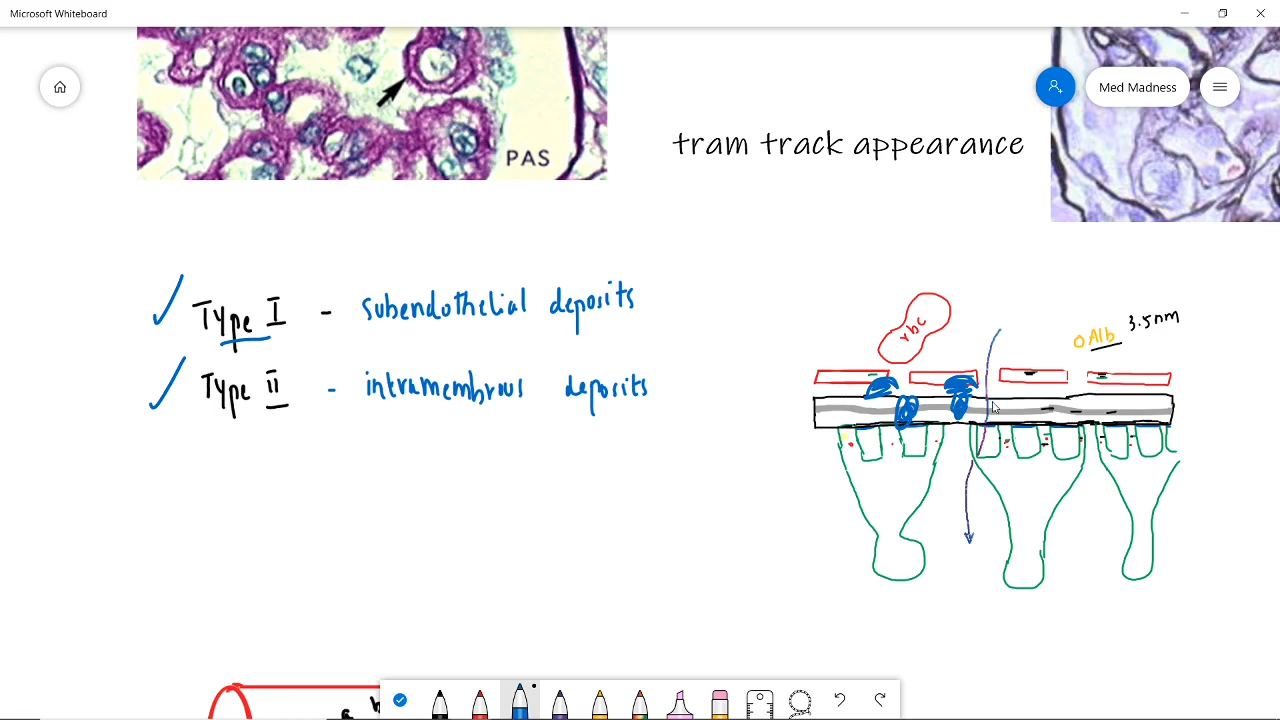 Microsoft Whiteboard
Med Madness
PAS
tram track appearance
Type I - subendothelial deposits
Type II - intramembrous deposits
rbc
Alb 3.5nm
a b